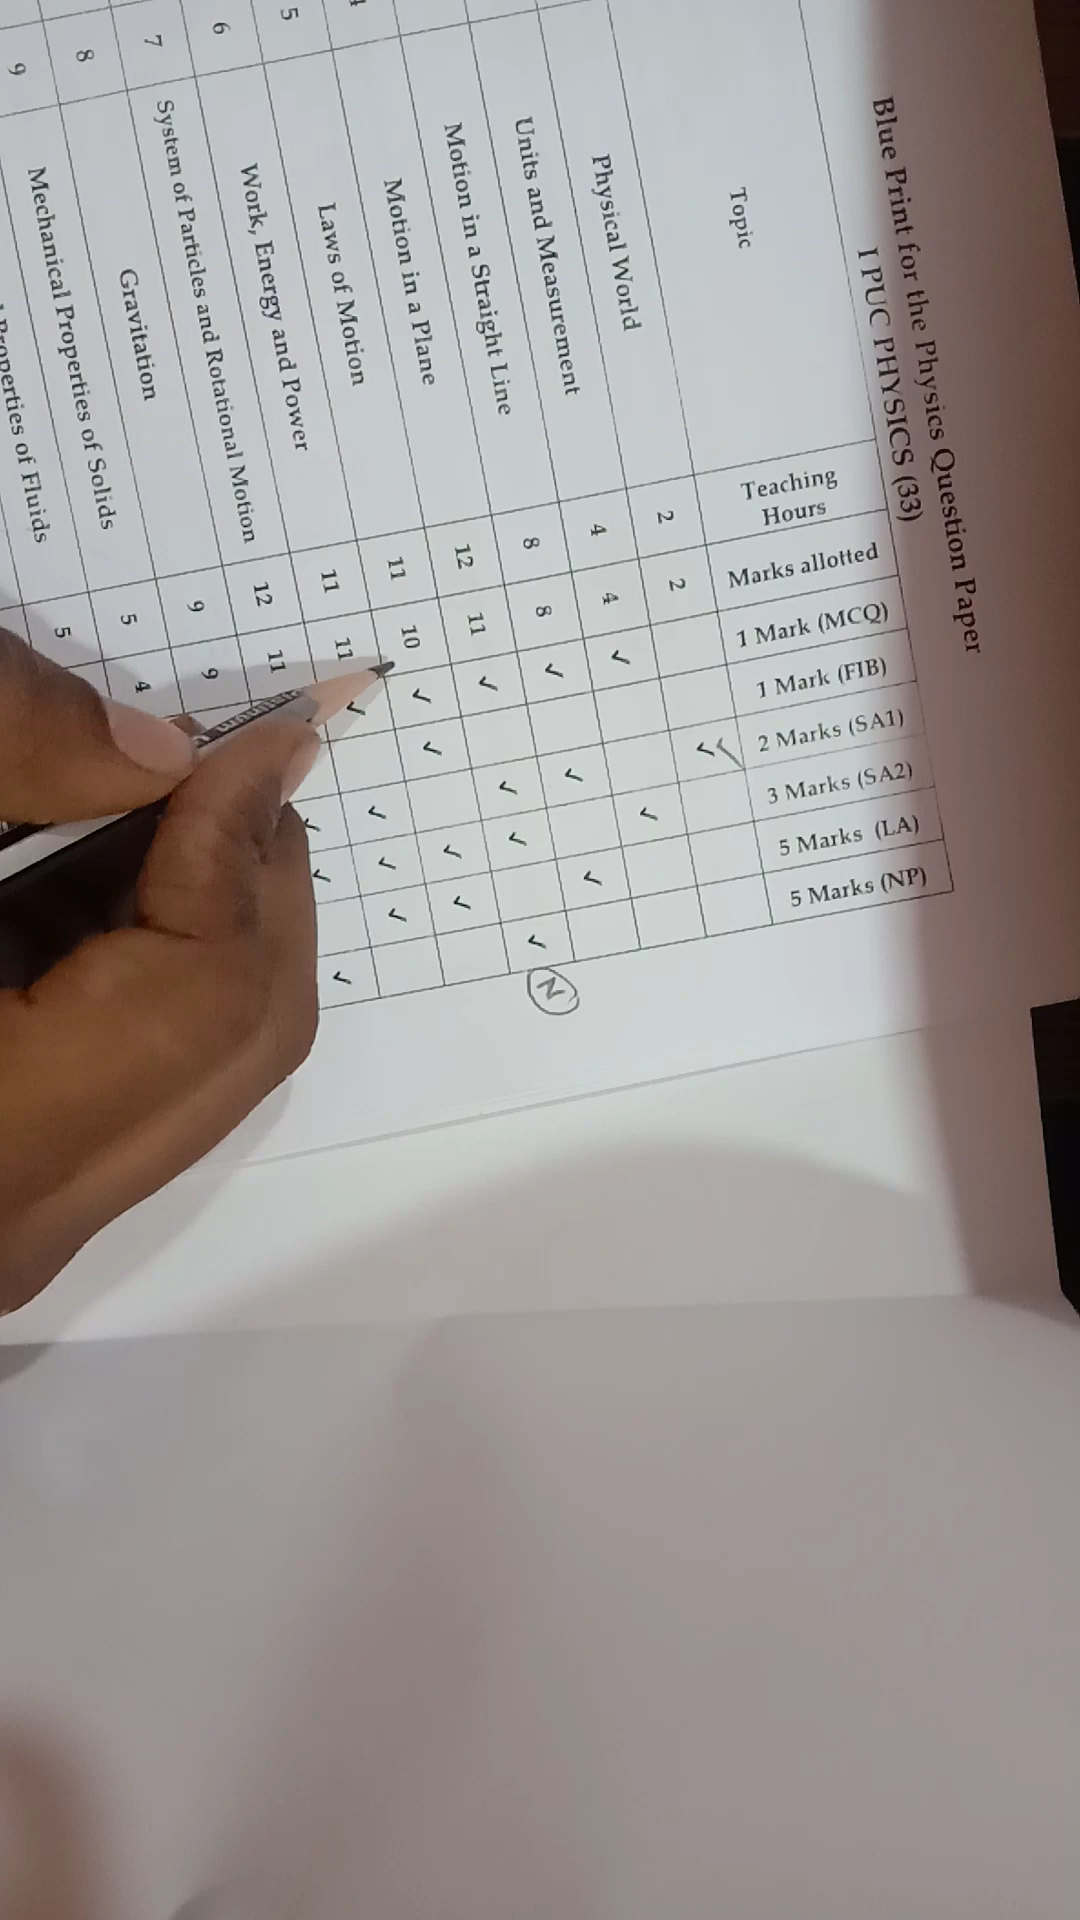 Blue Print for the Physics Question Paper
I PUC PHYSICS (33)
Topic Teaching Hours Marks allotted 1 Mark (MCQ) 1 Mark (FIB) 2 Marks (SA1) 3 Marks (SA2) 5 Marks (LA) 5 Marks (NP)
Physical World 2 2 ✓
Units and Measurement 4 4 ✓ ✓
Motion in a Straight Line 8 8 ✓ ✓ ✓
Motion in a Plane 12 11 ✓ ✓ ✓ ✓ N
5 Laws of Motion 11 10 ✓ ✓ ✓ ✓
6 Work, Energy and Power 11 11 ✓ ✓ ✓ ✓
7 System of Particles and Rotational Motion 12 11 ✓ ✓ ✓
8 Gravitation 9 9
9 Mechanical Properties of Solids 5 4
Properties of Fluids 5